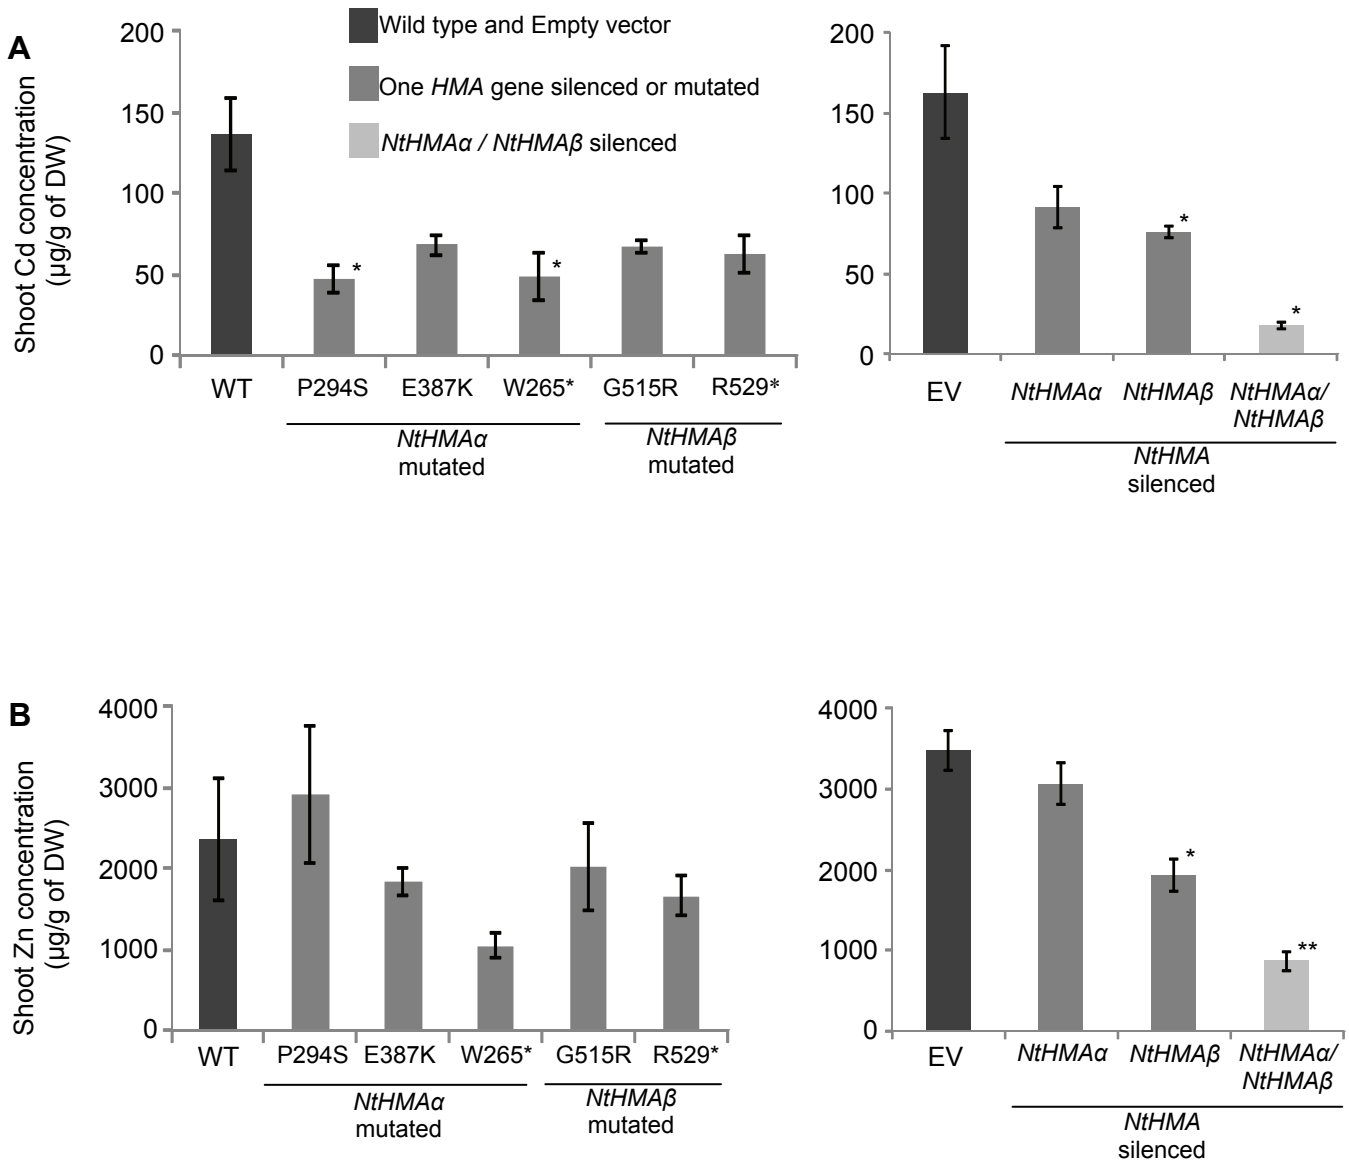 A
Shoot Cd concentration
(µg/g of DW)
200
150
100
50
0
Wild type and Empty vector
One HMA gene silenced or mutated
NtHMAα / NtHMAβ silenced
*
*
WT
P294S
E387K
W265*
G515R
R529*
NtHMAα
mutated
NtHMAβ
mutated
200
150
100
50
0
*
*
EV
NtHMAα
NtHMAβ
NtHMAα/
NtHMAβ
NtHMA
silenced
B
Shoot Zn concentration
(µg/g of DW)
4000
3000
2000
1000
0
WT
P294S
E387K
W265*
G515R
R529*
NtHMAα
mutated
NtHMAβ
mutated
4000
3000
2000
1000
0
*
**
EV
NtHMAα
NtHMAβ
NtHMAα/
NtHMAβ
NtHMA
silenced